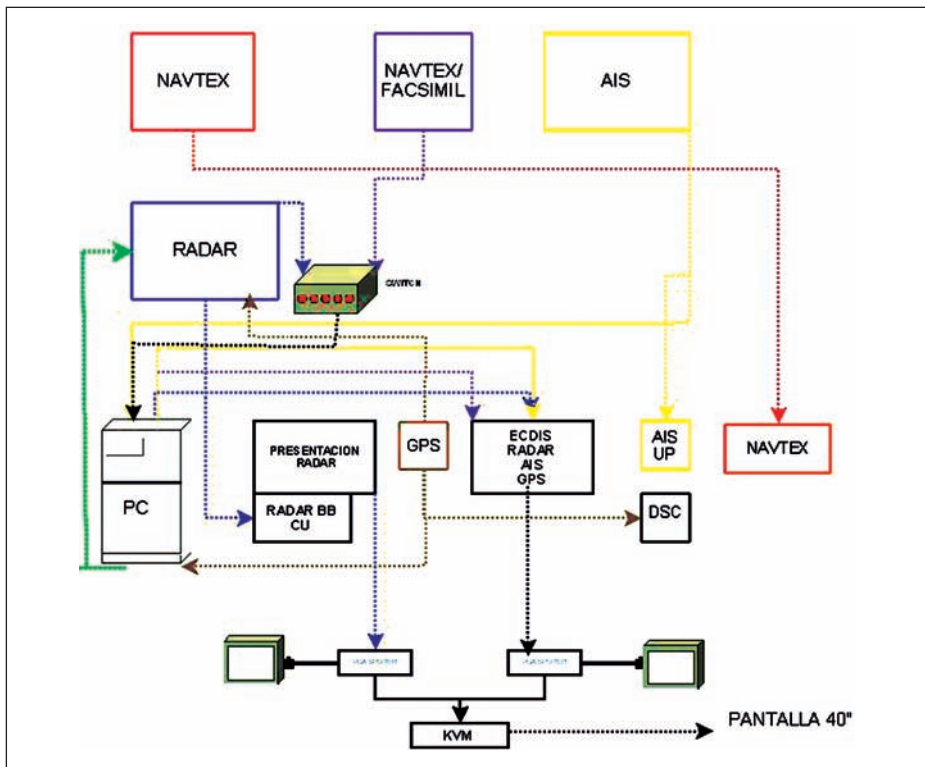 NAVTEX
NAVTEX/
FACSIMIL
AIS
RADAR
PRESENTACION
RADAR
GPS
ECDIS
RADAR
AIS
GPS
AIS
UP
NAVTEX
PC
RADAR BB
CU
DSC
PANTALLA 40"
KVM